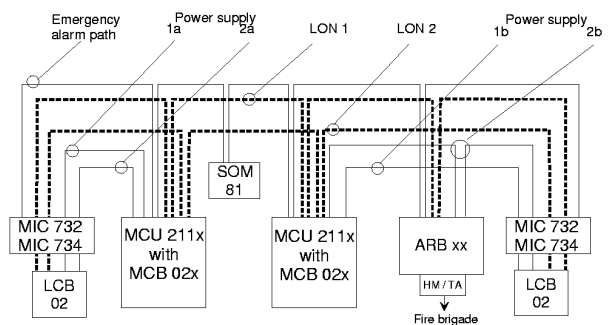 Emergency
alarm path
Power supply
1a
2a
LON 1
LON 2
Power supply
1b
2b
SOM
81
MIC 732
MIC 734
MCU 211x
with
MCB 02x
MCU 211x
with
MCB 02x
ARB xx
MIC 732
MIC 734
LCB
02
HM / TA
LCB
02
Fire brigade